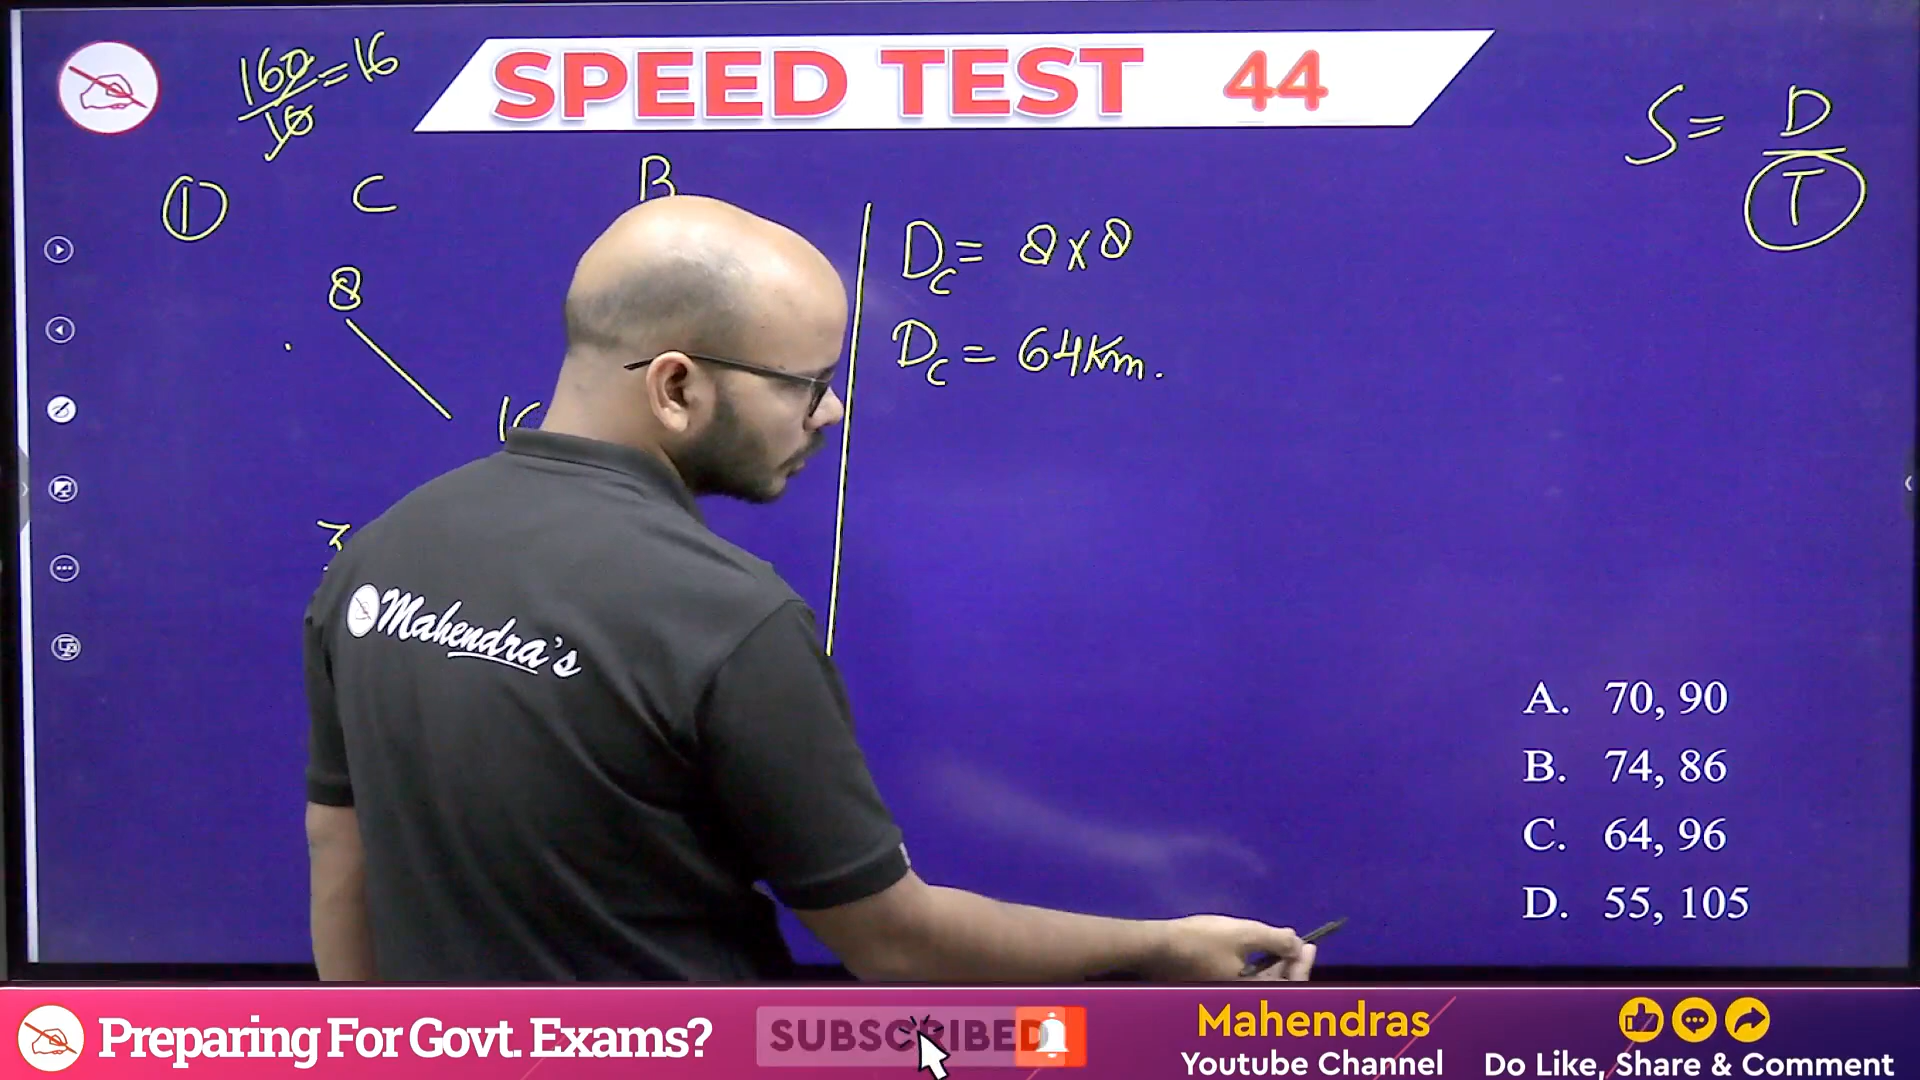 SPEED TEST 44
160/10 = 16
S = D/T
① C B
8
D_C = 8 × 8
D_C = 64 Km.
Mahendra's
A. 70, 90
B. 74, 86
C. 64, 96
D. 55, 105
Preparing For Govt. Exams?
SUBSCRIBED
Mahendras
Youtube Channel
Do Like, Share & Comment